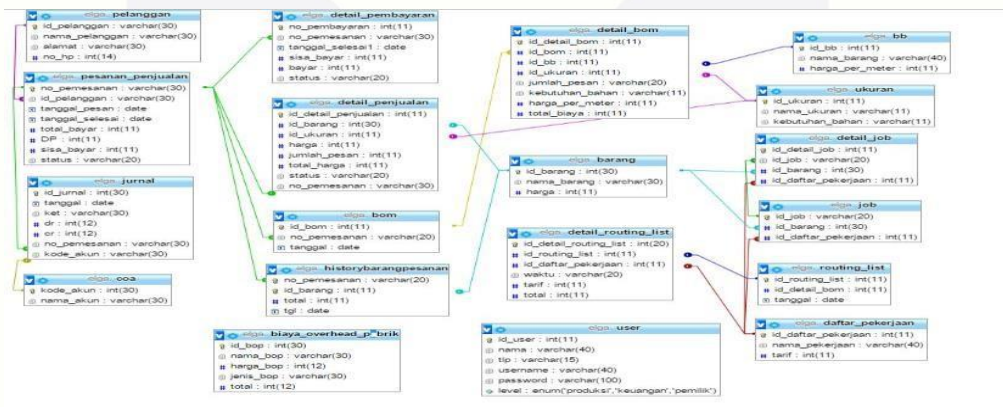 elga pelanggan
id_pelanggan : varchar(30)
nama_pelanggan : varchar(30)
alamat : varchar(30)
no_hp : int(14)
elga pesanan_penjualan
no_pemesanan : varchar(30)
id_pelanggan : varchar(30)
tanggal_pesan : date
tanggal_selesai : date
total_bayar : int(11)
DP : int(11)
sisa_bayar : int(11)
status : varchar(20)
elga jurnal
id_jurnal : int(30)
tanggal : date
ket : varchar(30)
dr : int(12)
cr : int(12)
no_pemesanan : varchar(30)
kode_akun : varchar(30)
elga coa
kode_akun : int(30)
nama_akun : varchar(30)
elga detail_pembayaran
no_pembayaran : int(11)
no_pemesanan : varchar(30)
tanggal_selesai1 : date
sisa_bayar : int(11)
bayar : int(11)
status : varchar(20)
elga detail_penjualan
id_detail_penjualan : int(11)
id_barang : int(30)
id_ukuran : int(11)
harga : int(11)
jumlah_pesan : int(11)
total_harga : int(11)
status : varchar(20)
no_pemesanan : varchar(30)
elga bom
id_bom : int(11)
no_pemesanan : varchar(20)
tanggal : date
elga historybarangpesanan
no_pemesanan : varchar(20)
id_barang : int(11)
total : int(11)
tgl : date
elga biaya_overhead_p brik
id_bop : int(30)
nama_bop : varchar(30)
harga_bop : int(12)
jenis_bop : varchar(30)
total : int(12)
elga detail_bom
id_detail_bom : int(11)
id_bom : int(11)
id_bb : int(11)
id_ukuran : int(11)
jumlah_pesan : varchar(20)
kebutuhan_bahan : varchar(11)
harga_per_meter : int(11)
total_biaya : int(11)
elga barang
id_barang : int(30)
nama_barang : varchar(30)
harga : int(11)
elga detail_routing_list
id_detail_routing_list : int(20)
id_routing_list : int(11)
id_daftar_pekerjaan : int(11)
waktu : varchar(20)
tarif : int(11)
total : int(11)
elga user
id_user : int(11)
nama : varchar(40)
tlp : varchar(15)
username : varchar(40)
password : varchar(100)
level : enum('produksi','keuangan','pemilik')
elga bb
id_bb : int(11)
nama_barang : varchar(40)
harga_per_meter : int(11)
elga ukuran
id_ukuran : int(11)
nama_ukuran : varchar(11)
kebutuhan_bahan : varchar(11)
elga detail_job
id_detail_job : int(11)
id_job : varchar(20)
id_barang : int(30)
id_daftar_pekerjaan : int(11)
elga job
id_job : varchar(20)
id_barang : int(30)
id_daftar_pekerjaan : int(11)
elga routing_list
id_routing_list : int(11)
id_detail_bom : int(11)
tanggal : date
elga daftar_pekerjaan
id_daftar_pekerjaan : int(11)
nama_pekerjaan : varchar(40)
tarif : int(11)